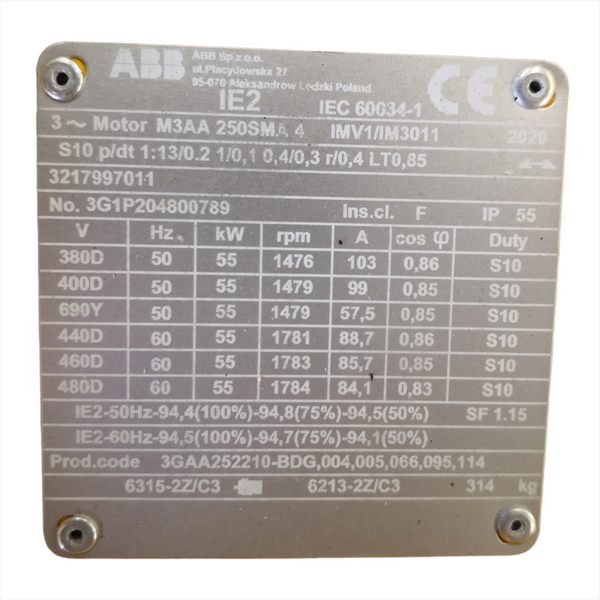 ABB ABB Sp.z.o.o.
ul.Placydowska 27
95-070 Aleksandrow Lodzki Poland
CE
IE2 IEC 60034-1
3 ~ Motor M3AA 250SMA 4 IMV1/IM3011 2020
S10 p/dt 1:13/0.2 1/0,1 0,4/0,3 r/0,4 LT0,85
3217997011
No. 3G1P204800789 Ins.cl. F IP 55
V Hz kW rpm A cos φ Duty
380D 50 55 1476 103 0,86 S10
400D 50 55 1479 99 0,85 S10
690Y 50 55 1479 57,5 0,85 S10
440D 60 55 1781 88,7 0,86 S10
460D 60 55 1783 85,7 0,85 S10
480D 60 55 1784 84,1 0,83 S10
IE2-50Hz-94,4(100%)-94,8(75%)-94,5(50%) SF 1.15
IE2-60Hz-94,5(100%)-94,7(75%)-94,1(50%)
Prod.code 3GAA252210-BDG,004,005,066,095,114
6315-2Z/C3 6213-2Z/C3 314 kg